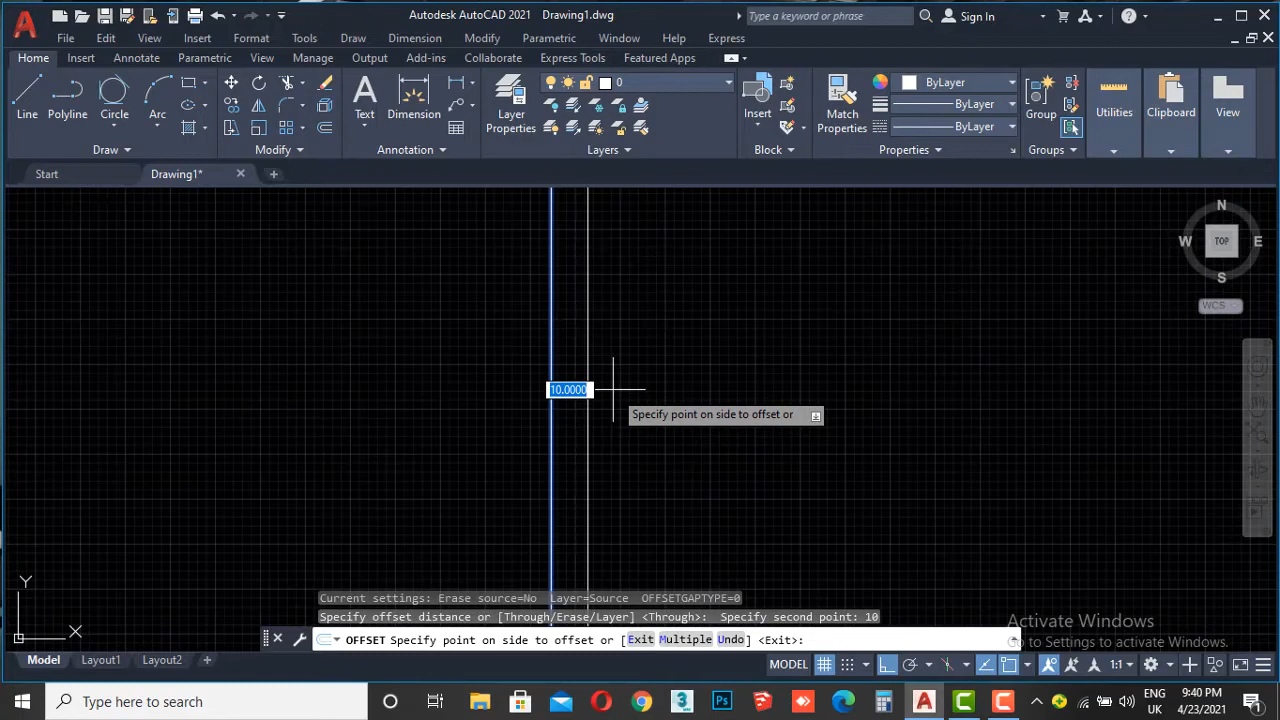 Autodesk AutoCAD 2021 Drawing1.dwg
Type a keyword or phrase
Sign In
File Edit View Insert Format Tools Draw Dimension Modify Parametric Window Help Express
Home Insert Annotate Parametric View Manage Output Add-ins Collaborate Express Tools Featured Apps
0
ByLayer
ByLayer
ByLayer
Line Polyline Circle Arc
Text Dimension
Layer Properties
Insert
Match Properties
Group
Utilities
Clipboard
View
Draw Modify Annotation Layers Block Properties Groups
Start Drawing1*
N
W TOP E
S
WCS
10.0000
Specify point on side to offset or
Y
X
Current settings: Erase source=No Layer=Source OFFSETGAPTYPE=0
Specify offset distance or [Through/Erase/Layer] <Through>: Specify second point: 10
OFFSET Specify point on side to offset or [Exit Multiple Undo] <Exit>:
Activate Windows
Go to Settings to activate Windows.
Model Layout1 Layout2 +
MODEL
1:1
Type here to search
ENG
UK
9:40 PM
4/23/2021